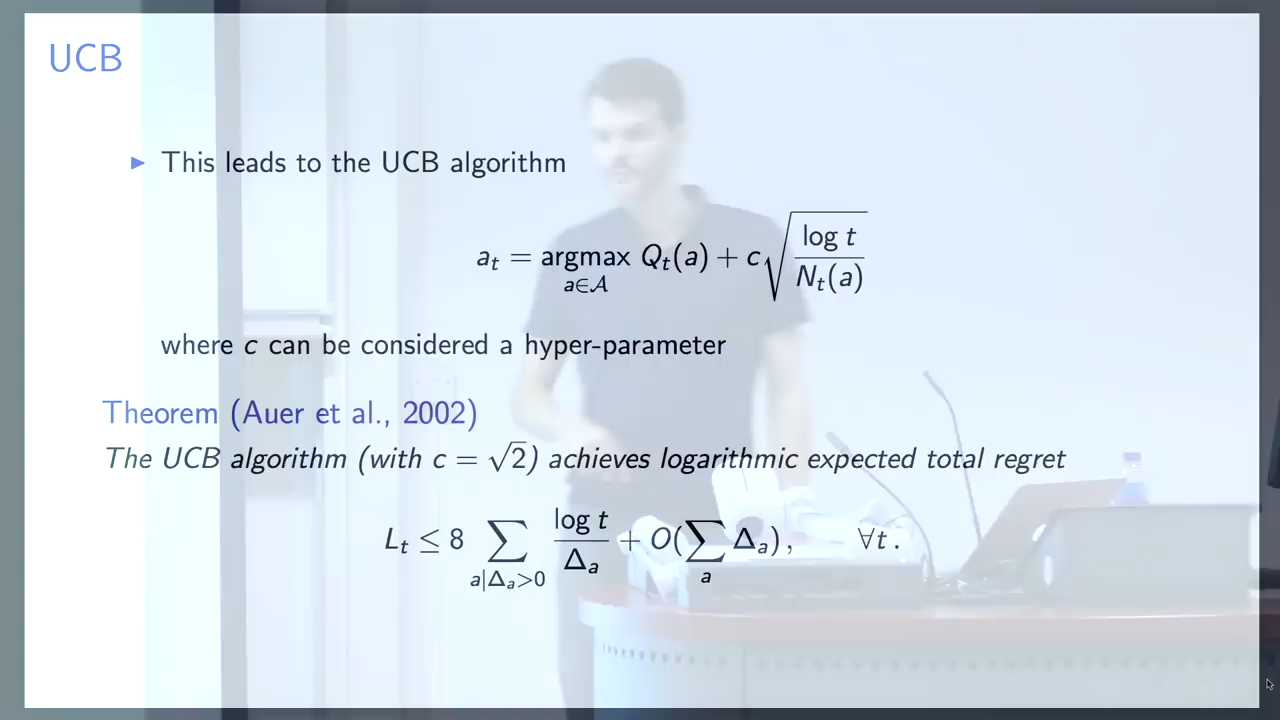 UCB
▶ This leads to the UCB algorithm
a_t = argmax_{a∈𝒜} Q_t(a) + c√(log t / N_t(a))
where c can be considered a hyper-parameter
Theorem (Auer et al., 2002)
The UCB algorithm (with c = √2) achieves logarithmic expected total regret
L_t ≤ 8 ∑_{a|Δ_a>0} log t / Δ_a + O(∑_a Δ_a) , ∀t .